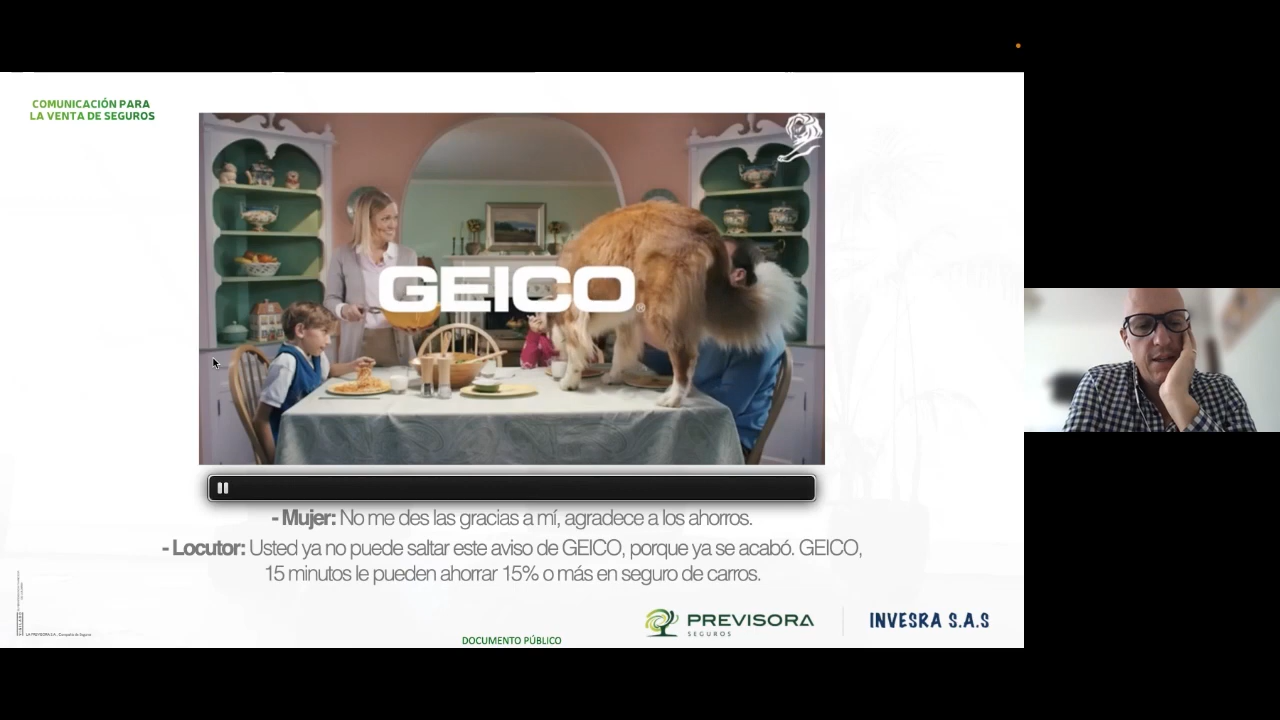 COMUNICACIÓN PARA
LA VENTA DE SEGUROS
GEICO®
- Mujer: No me des las gracias a mí, agradece a los ahorros.
- Locutor: Usted ya no puede saltar este aviso de GEICO, porque ya se acabó. GEICO,
15 minutos le pueden ahorrar 15% o más en seguro de carros.
PREVISORA
SEGUROS
INVESRA S.A.S
LA PREVISORA S.A., Compañía de Seguros
DOCUMENTO PÚBLICO